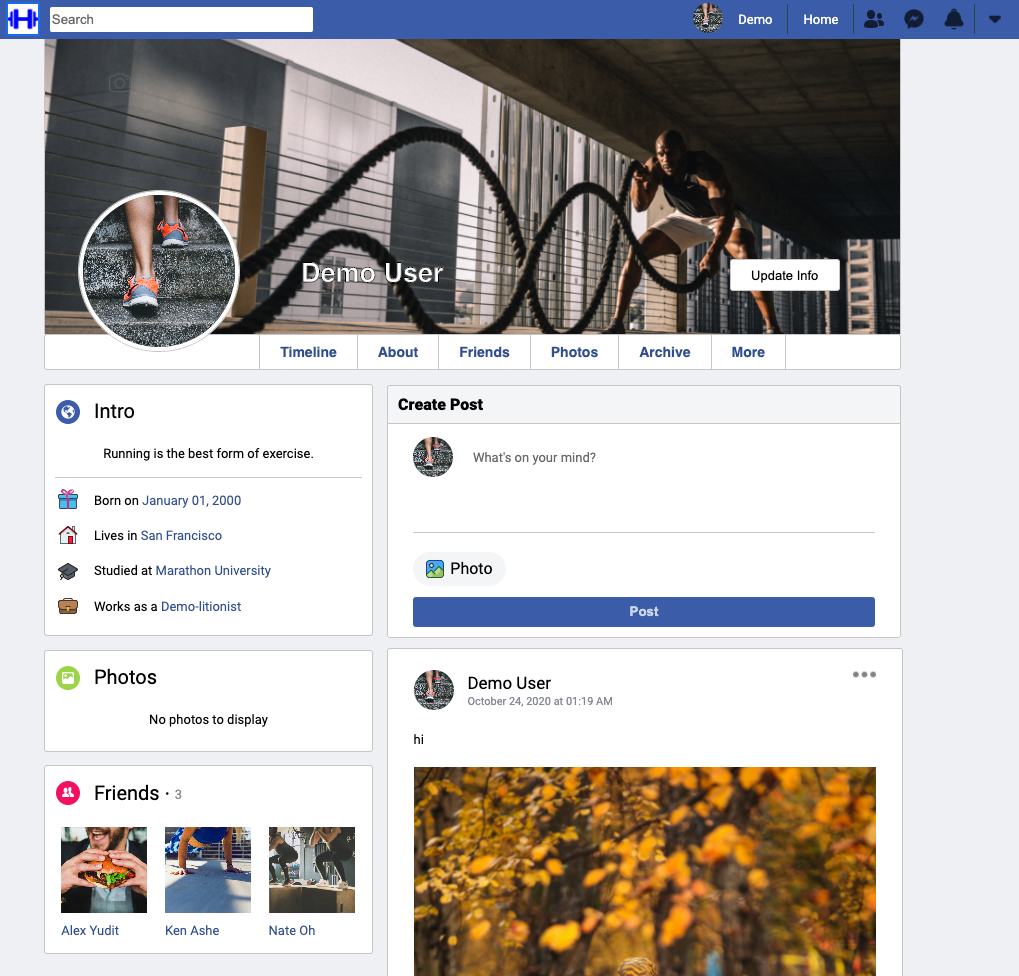 H
Search
Demo
Home
Demo User
Update Info
Timeline
About
Friends
Photos
Archive
More
Intro
Running is the best form of exercise.
Born on January 01, 2000
Lives in San Francisco
Studied at Marathon University
Works as a Demo-litionist
Photos
No photos to display
Friends · 3
Alex Yudit
Ken Ashe
Nate Oh
Create Post
What's on your mind?
Photo
Post
Demo User
October 24, 2020 at 01:19 AM
hi